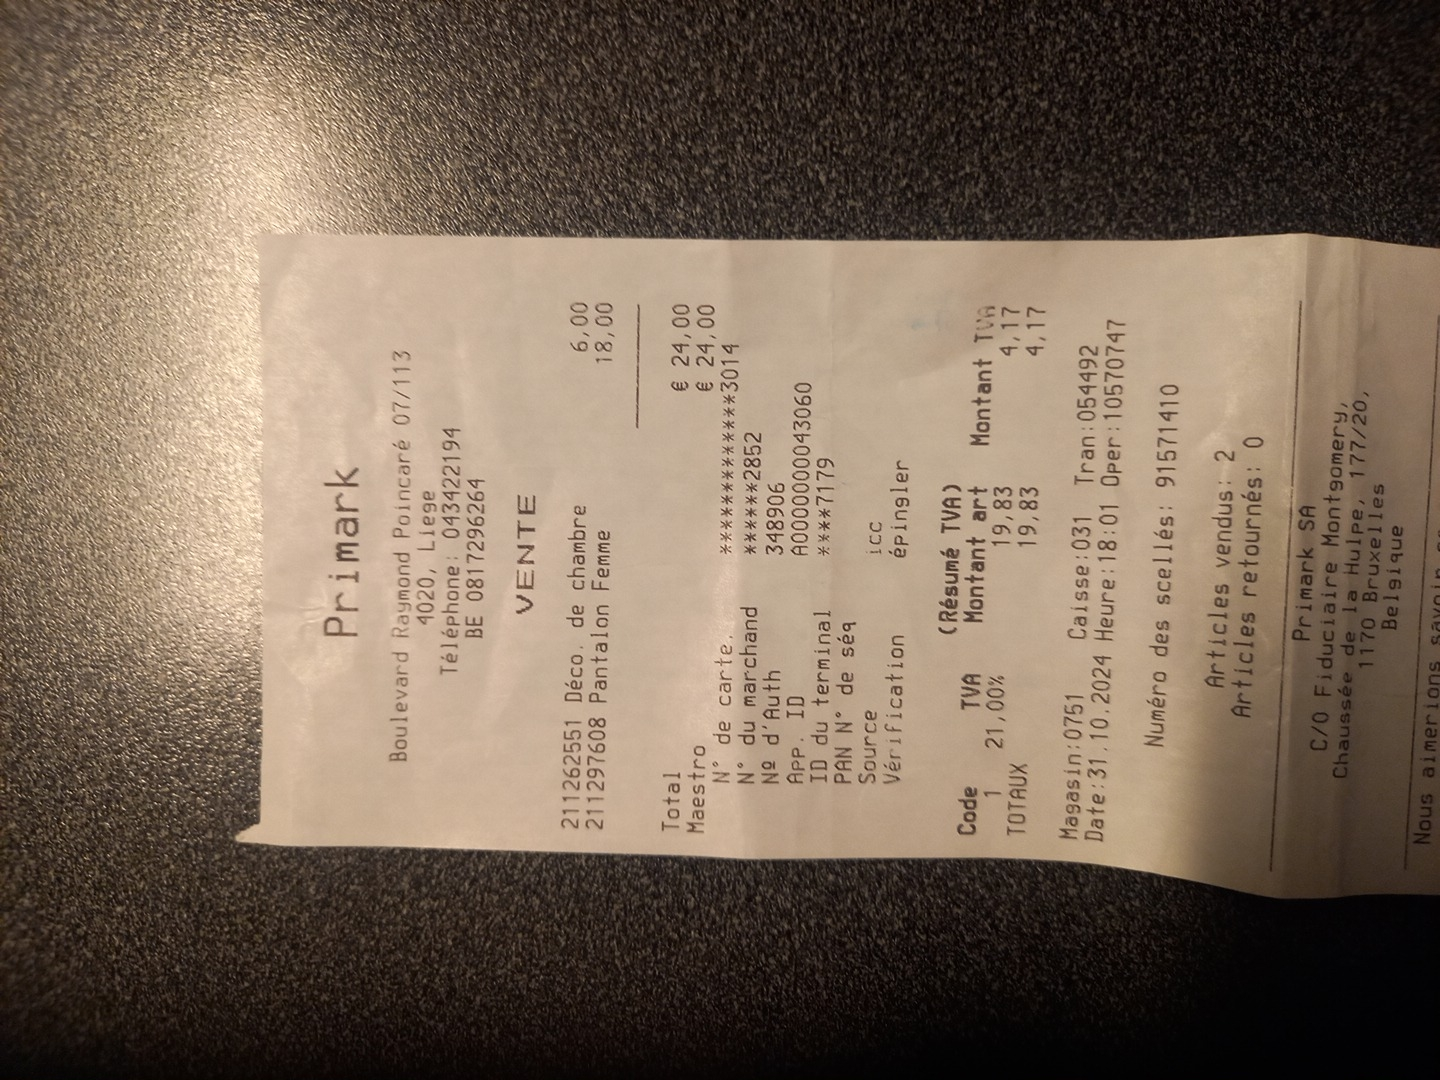 Primark
Boulevard Raymond Poincaré 07/113
4020, Liege
Téléphone: 043422194
BE 0817296264
VENTE
2112622551 Déco. de chambre 6,00
2112297608 Pantalon Femme 18,00
Total € 24,00
Maestro € 24,00
N° de carte. ***************3014
N° du marchand ******2852
Nº d'Auth 348906
App. ID A0000000043060
ID du terminal ****7179
PAN N° de séq
Source icc
Vérification épingler
(Résumé TVA)
Code TVA Montant art Montant TVA
1 21,00% 19,83 4,17
TOTAUX 19,83 4,17
Magasin:0751 Caisse:031 Tran:054492
Date:31.10.2024 Heure:18:01 Oper:10570747
Numéro des scellés: 91571410
Articles vendus: 2
Articles retournés: 0
Primark SA
C/O Fiduciaire Montgomery,
Chaussée de la Hulpe, 177/20,
1170 Bruxelles
Belgique
Nous aimerions savoir